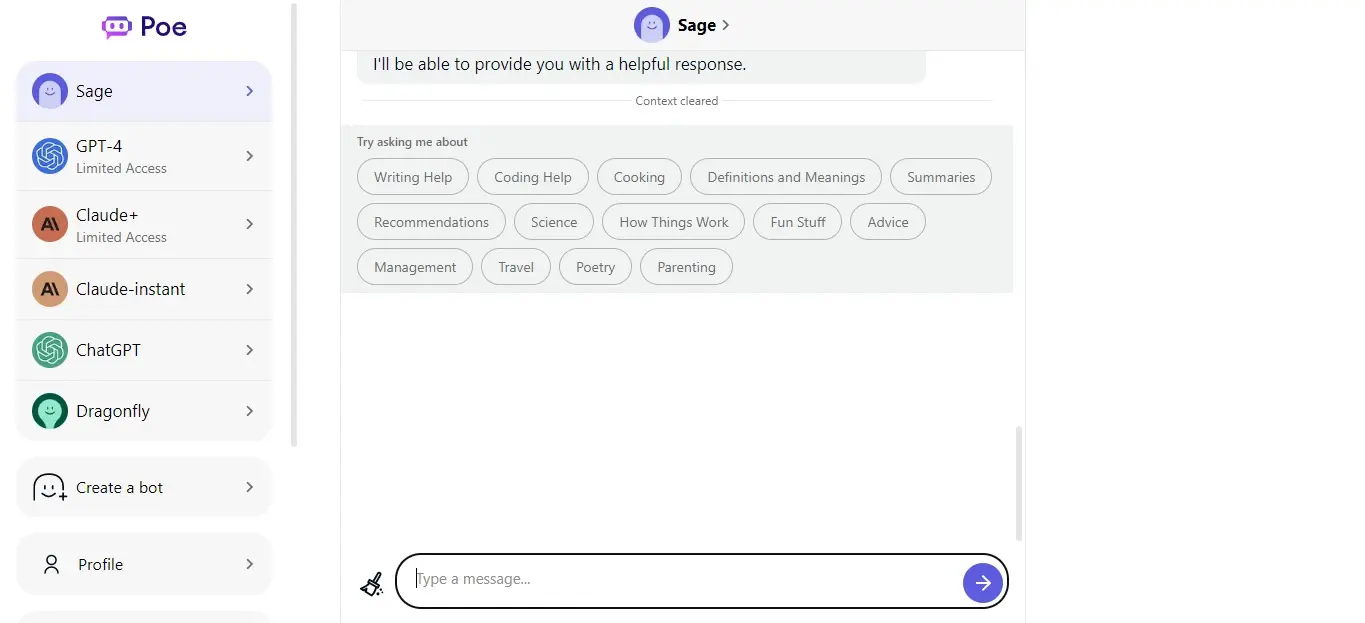 Poe
Sage
GPT-4
Limited Access
Claude+
Limited Access
Claude-instant
ChatGPT
Dragonfly
Create a bot
Profile
Sage
I'll be able to provide you with a helpful response.
Context cleared
Try asking me about
Writing Help Coding Help Cooking Definitions and Meanings Summaries
Recommendations Science How Things Work Fun Stuff Advice
Management Travel Poetry Parenting
Type a message...